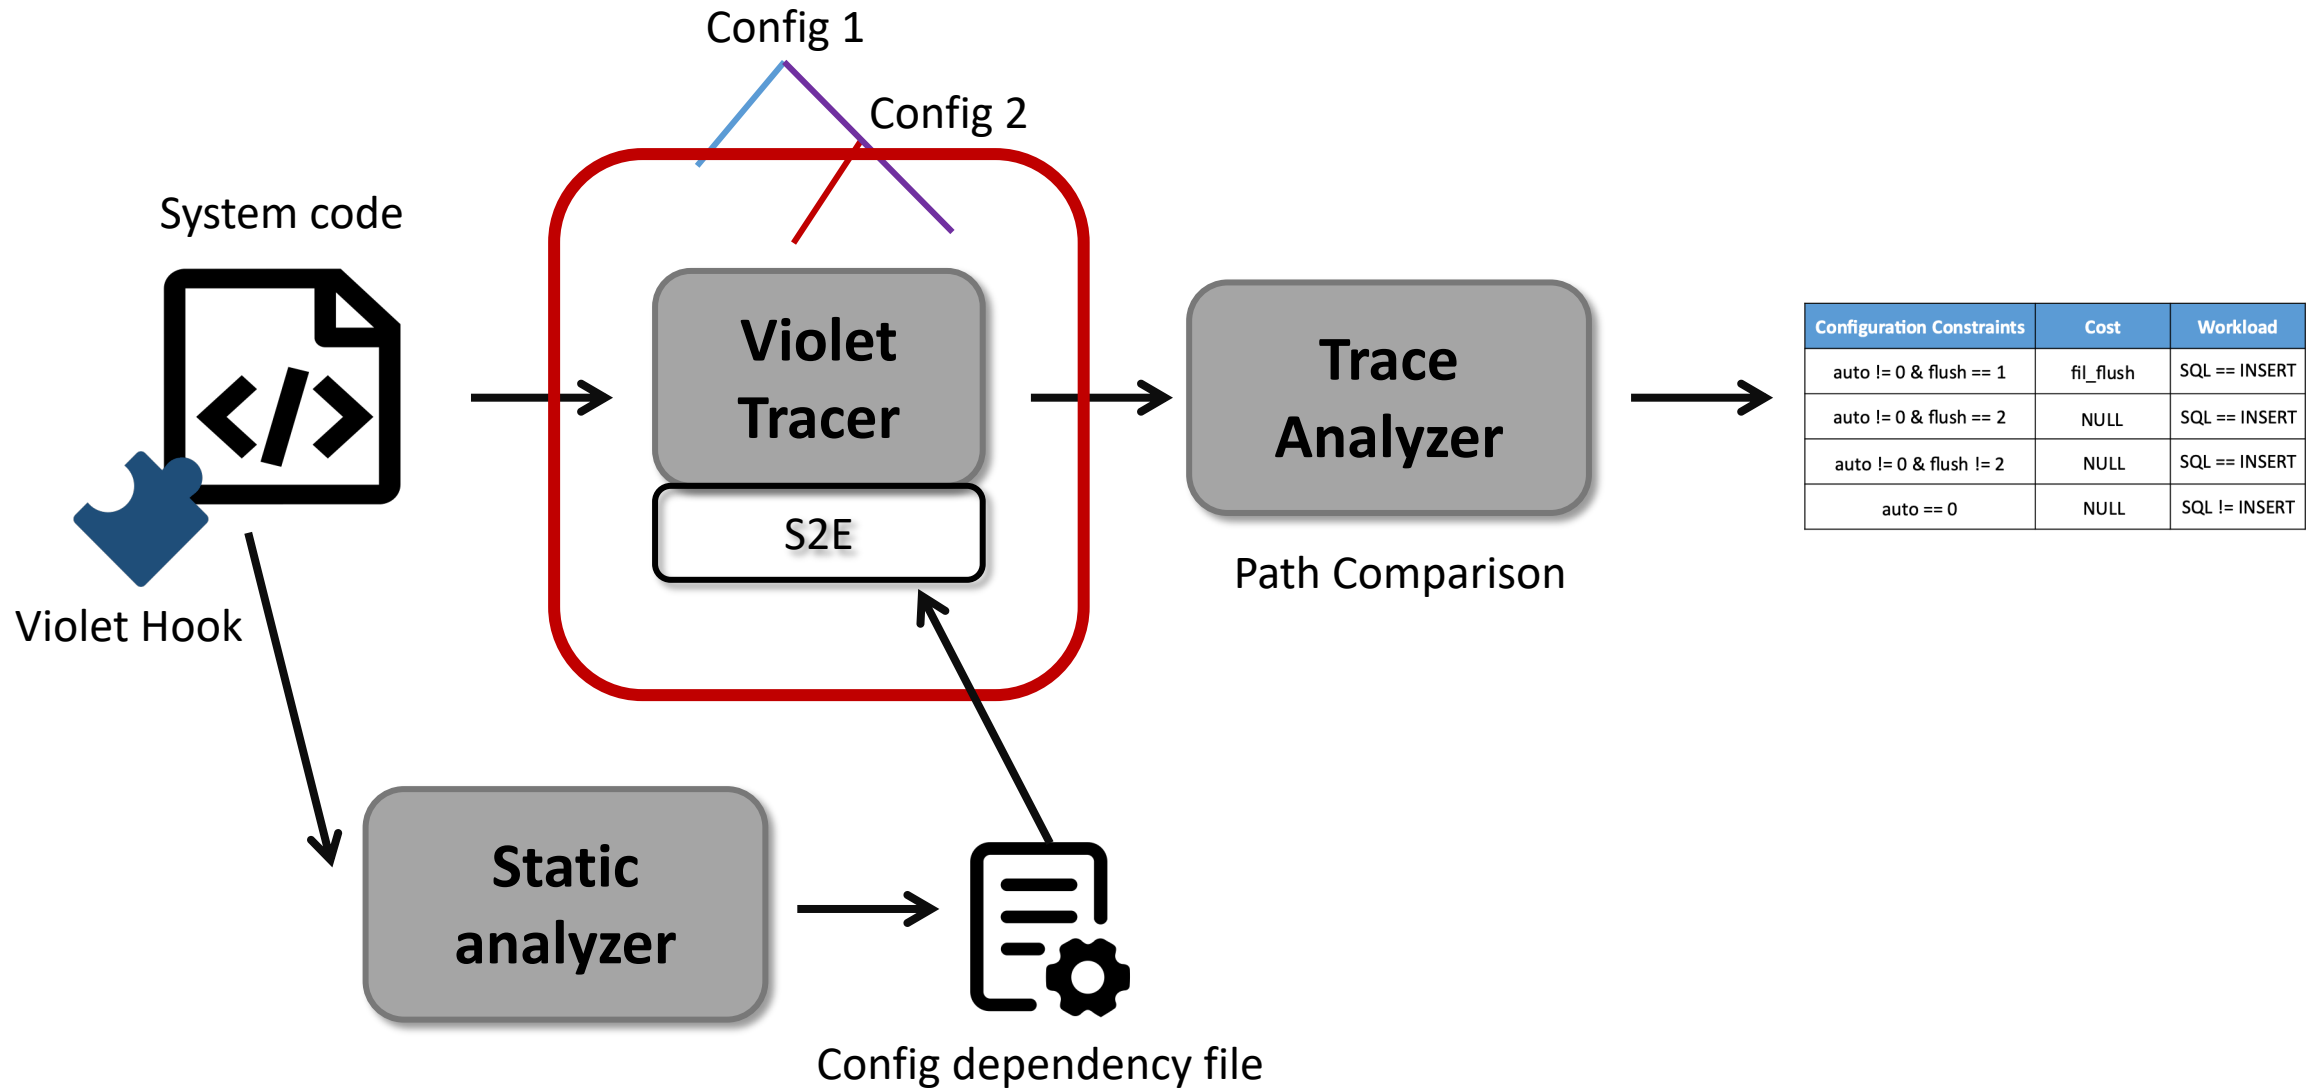 Config 1
Config 2
System code
Violet Hook
Violet
Tracer
S2E
Trace
Analyzer
Path Comparison
Configuration Constraints Cost Workload
auto != 0 & flush == 1 fil_flush SQL == INSERT
auto != 0 & flush == 2 NULL SQL == INSERT
auto != 0 & flush != 2 NULL SQL == INSERT
auto == 0 NULL SQL != INSERT
Static
analyzer
Config dependency file